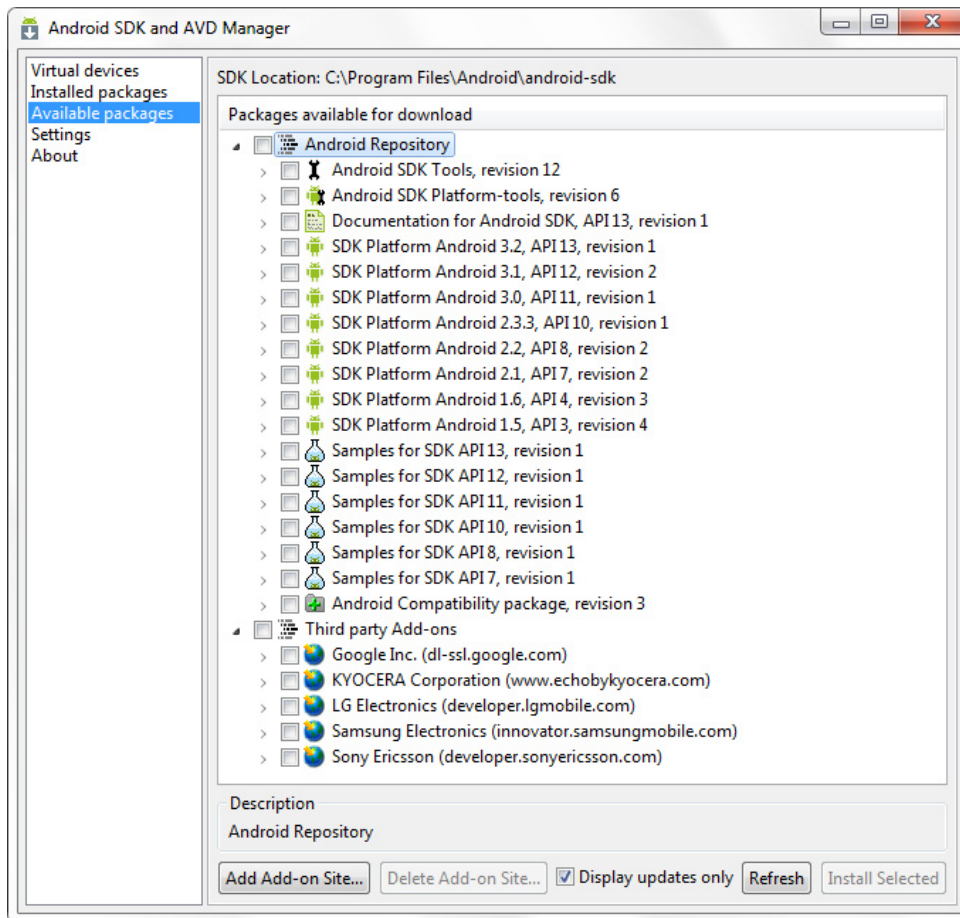 Android SDK and AVD Manager
Virtual devices
Installed packages
Available packages
Settings
About
SDK Location: C:\Program Files\Android\android-sdk
Packages available for download
Android Repository
Android SDK Tools, revision 12
Android SDK Platform-tools, revision 6
Documentation for Android SDK, API 13, revision 1
SDK Platform Android 3.2, API 13, revision 1
SDK Platform Android 3.1, API 12, revision 2
SDK Platform Android 3.0, API 11, revision 1
SDK Platform Android 2.3.3, API 10, revision 1
SDK Platform Android 2.2, API 8, revision 2
SDK Platform Android 2.1, API 7, revision 2
SDK Platform Android 1.6, API 4, revision 3
SDK Platform Android 1.5, API 3, revision 4
Samples for SDK API 13, revision 1
Samples for SDK API 12, revision 1
Samples for SDK API 11, revision 1
Samples for SDK API 10, revision 1
Samples for SDK API 8, revision 1
Samples for SDK API 7, revision 1
Android Compatibility package, revision 3
Third party Add-ons
Google Inc. (dl-ssl.google.com)
KYOCERA Corporation (www.echobykyocera.com)
LG Electronics (developer.lgmobile.com)
Samsung Electronics (innovator.samsungmobile.com)
Sony Ericsson (developer.sonyericsson.com)
Description
Android Repository
Add Add-on Site... Delete Add-on Site... Display updates only Refresh Install Selected